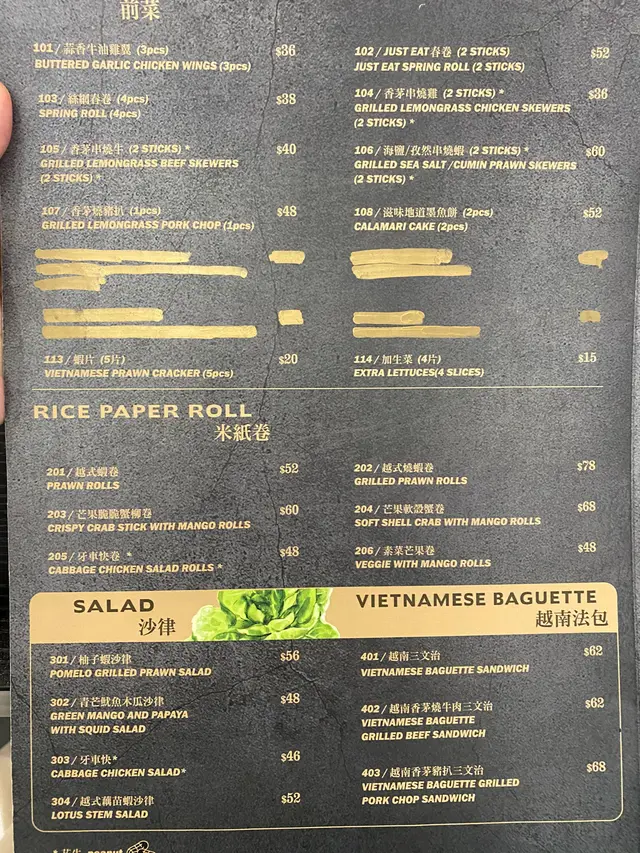 前菜
101 / 蒜香牛油雞翼 (3pcs) $36
BUTTERED GARLIC CHICKEN WINGS (3pcs)
102 / JUST EAT 春卷 (2 STICKS) $52
JUST EAT SPRING ROLL (2 STICKS)
103 / 絲網春卷 (4pcs) $38
SPRING ROLL (4pcs)
104 / 香茅串燒雞 (2 STICKS) * $36
GRILLED LEMONGRASS CHICKEN SKEWERS
(2 STICKS) *
105 / 香茅串燒牛 (2 STICKS) * $40
GRILLED LEMONGRASS BEEF SKEWERS
(2 STICKS) *
106 / 海鹽/孜然串燒蝦 (2 STICKS) * $60
GRILLED SEA SALT /CUMIN PRAWN SKEWERS
(2 STICKS) *
107 / 香茅燒豬扒 (1pcs) $48
GRILLED LEMONGRASS PORK CHOP (1pcs)
108 / 滋味地道墨魚餅 (2pcs) $52
CALAMARI CAKE (2pcs)
113 / 蝦片 (5片) $20
VIETNAMESE PRAWN CRACKER (5pcs)
114 / 加生菜 (4片) $15
EXTRA LETTUCES(4 SLICES)
RICE PAPER ROLL
米紙卷
201 / 越式蝦卷 $52
PRAWN ROLLS
202 / 越式燒蝦卷 $78
GRILLED PRAWN ROLLS
203 / 芒果脆脆蟹柳卷 $60
CRISPY CRAB STICK WITH MANGO ROLLS
204 / 芒果軟殼蟹卷 $68
SOFT SHELL CRAB WITH MANGO ROLLS
205 / 牙車快卷 * $48
CABBAGE CHICKEN SALAD ROLLS *
206 / 素菜芒果卷 $48
VEGGIE WITH MANGO ROLLS
SALAD
沙律
301 / 柚子蝦沙律 $56
POMELO GRILLED PRAWN SALAD
302 / 青芒魷魚木瓜沙律 $48
GREEN MANGO AND PAPAYA
WITH SQUID SALAD
303 / 牙車快* $46
CABBAGE CHICKEN SALAD*
304 / 越式藕苗蝦沙律 $52
LOTUS STEM SALAD
VIETNAMESE BAGUETTE
越南法包
401 / 越南三文治 $62
VIETNAMESE BAGUETTE SANDWICH
402 / 越南香茅燒牛肉三文治 $62
VIETNAMESE BAGUETTE
GRILLED BEEF SANDWICH
403 / 越南香茅豬扒三文治 $68
VIETNAMESE BAGUETTE GRILLED
PORK CHOP SANDWICH
* 花生 peanut